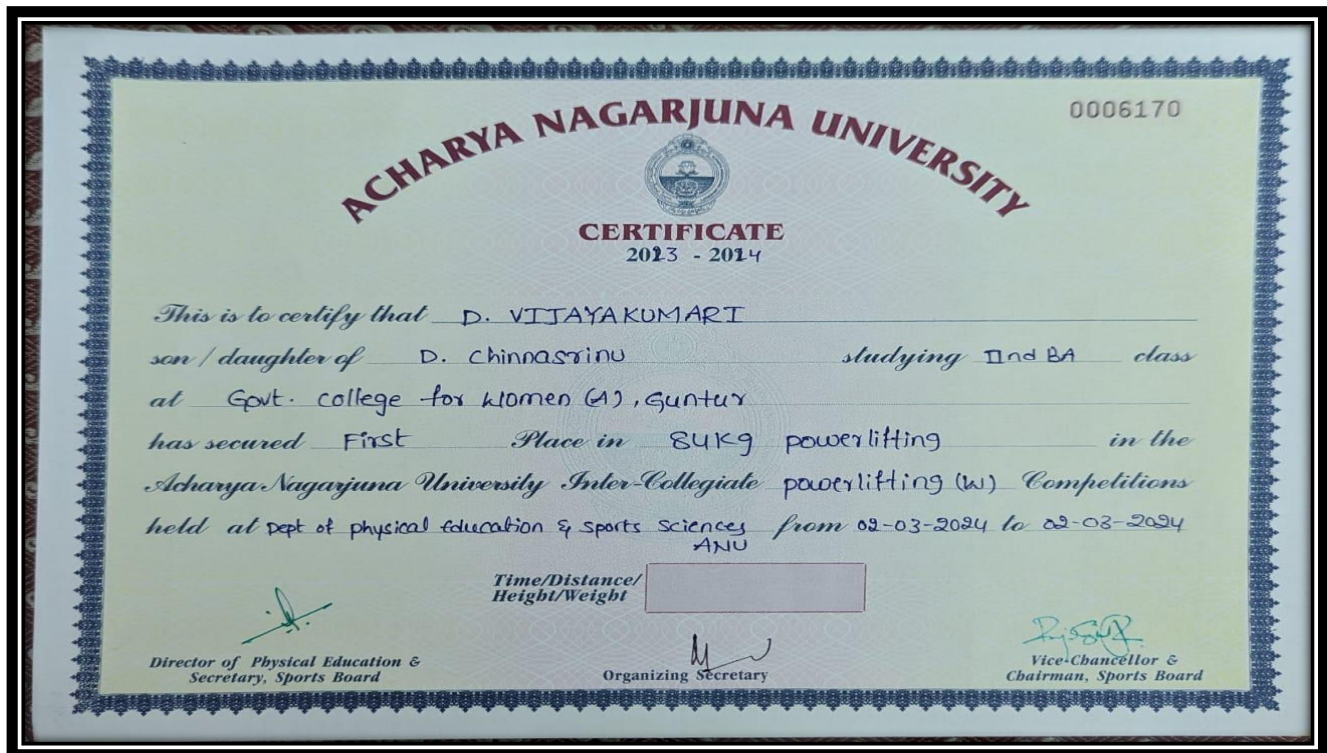 0006170
ACHARYA NAGARJUNA UNIVERSITY
CERTIFICATE
2023 - 2024
This is to certify that D. VIJAYAKUMARI
son / daughter of D. Chinnasrinu studying IInd BA class
at Govt. college for Women (A), Guntur
has secured First Place in 84Kg powerlifting in the
Acharya Nagarjuna University Inter-Collegiate powerlifting (W) Competitions
held at Dept of physical Education & Sports Sciences from 02-03-2024 to 02-03-2024
ANU
Time/Distance/
Height/Weight
Director of Physical Education &
Secretary, Sports Board
Organizing Secretary
Vice-Chancellor &
Chairman, Sports Board